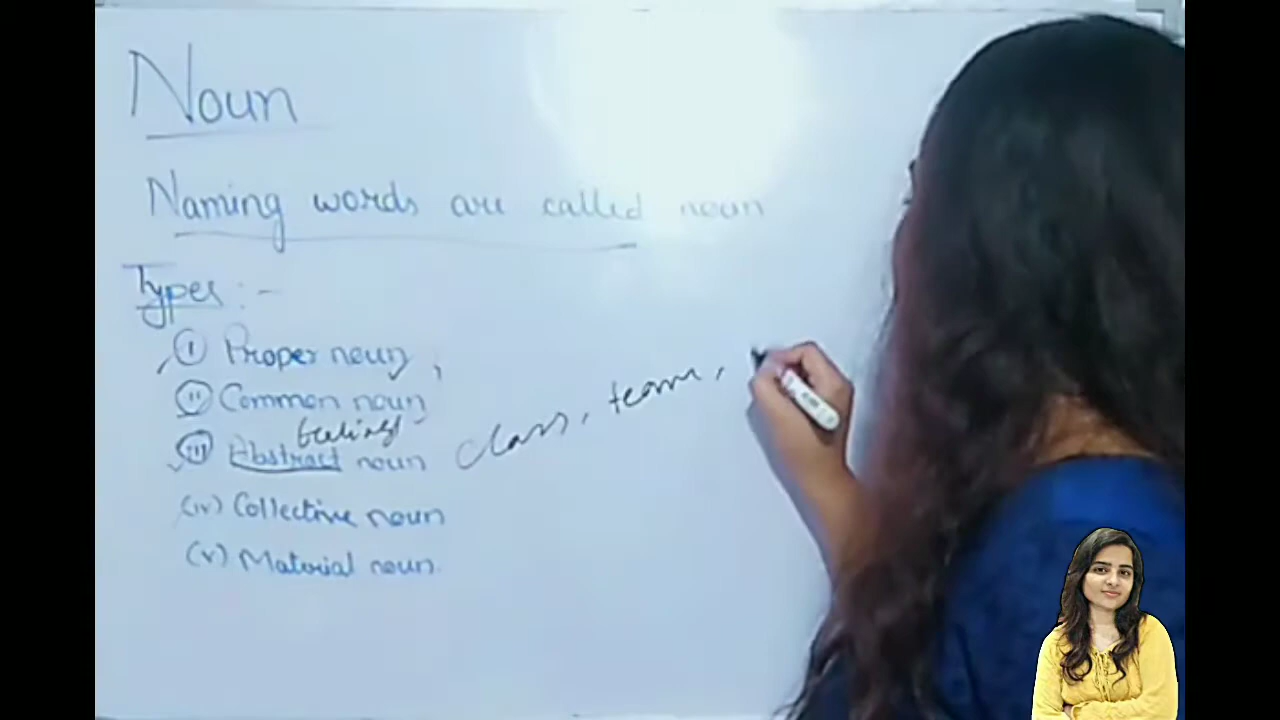 Noun
Naming words are called noun
Types :-
(i) Proper noun,
(ii) Common noun
feelings
(iii) Abstract noun
class, team,
(iv) Collective noun
(v) Material noun